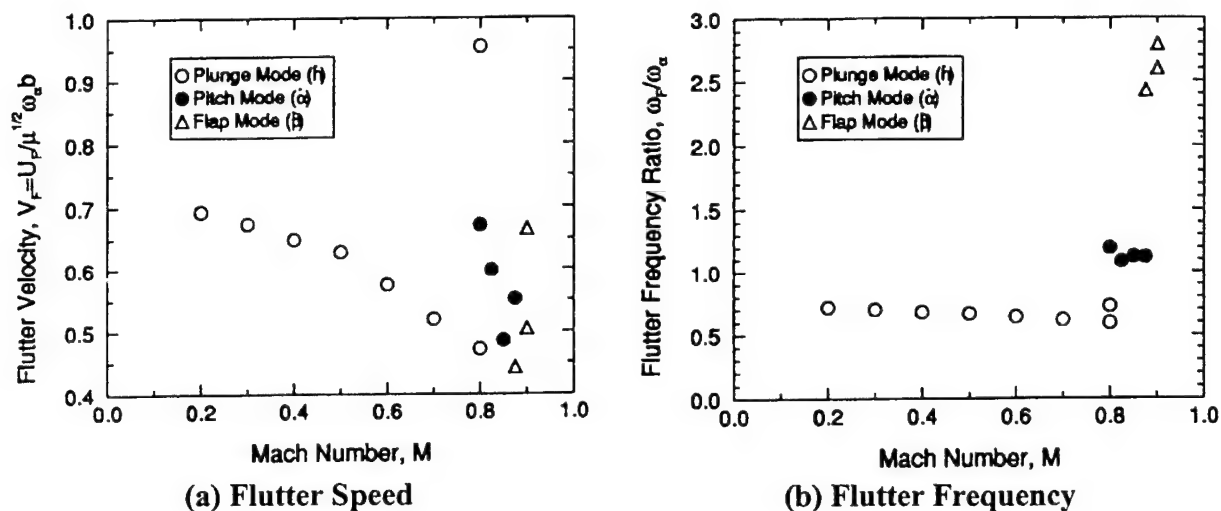 1.0
0.9
0.8
0.7
0.6
0.5
0.4
Flutter Velocity, V_F=U_F/μ^{1/2}ω_αb
Plunge Mode (h)
Pitch Mode (α)
Flap Mode (β)
0.0 0.2 0.4 0.6 0.8 1.0
Mach Number, M
(a) Flutter Speed
3.0
2.5
2.0
1.5
1.0
0.5
0.0
Flutter Frequency Ratio, ω_F/ω_α
Plunge Mode (h)
Pitch Mode (α)
Flap Mode (β)
0.0 0.2 0.4 0.6 0.8 1.0
Mach Number, M
(b) Flutter Frequency